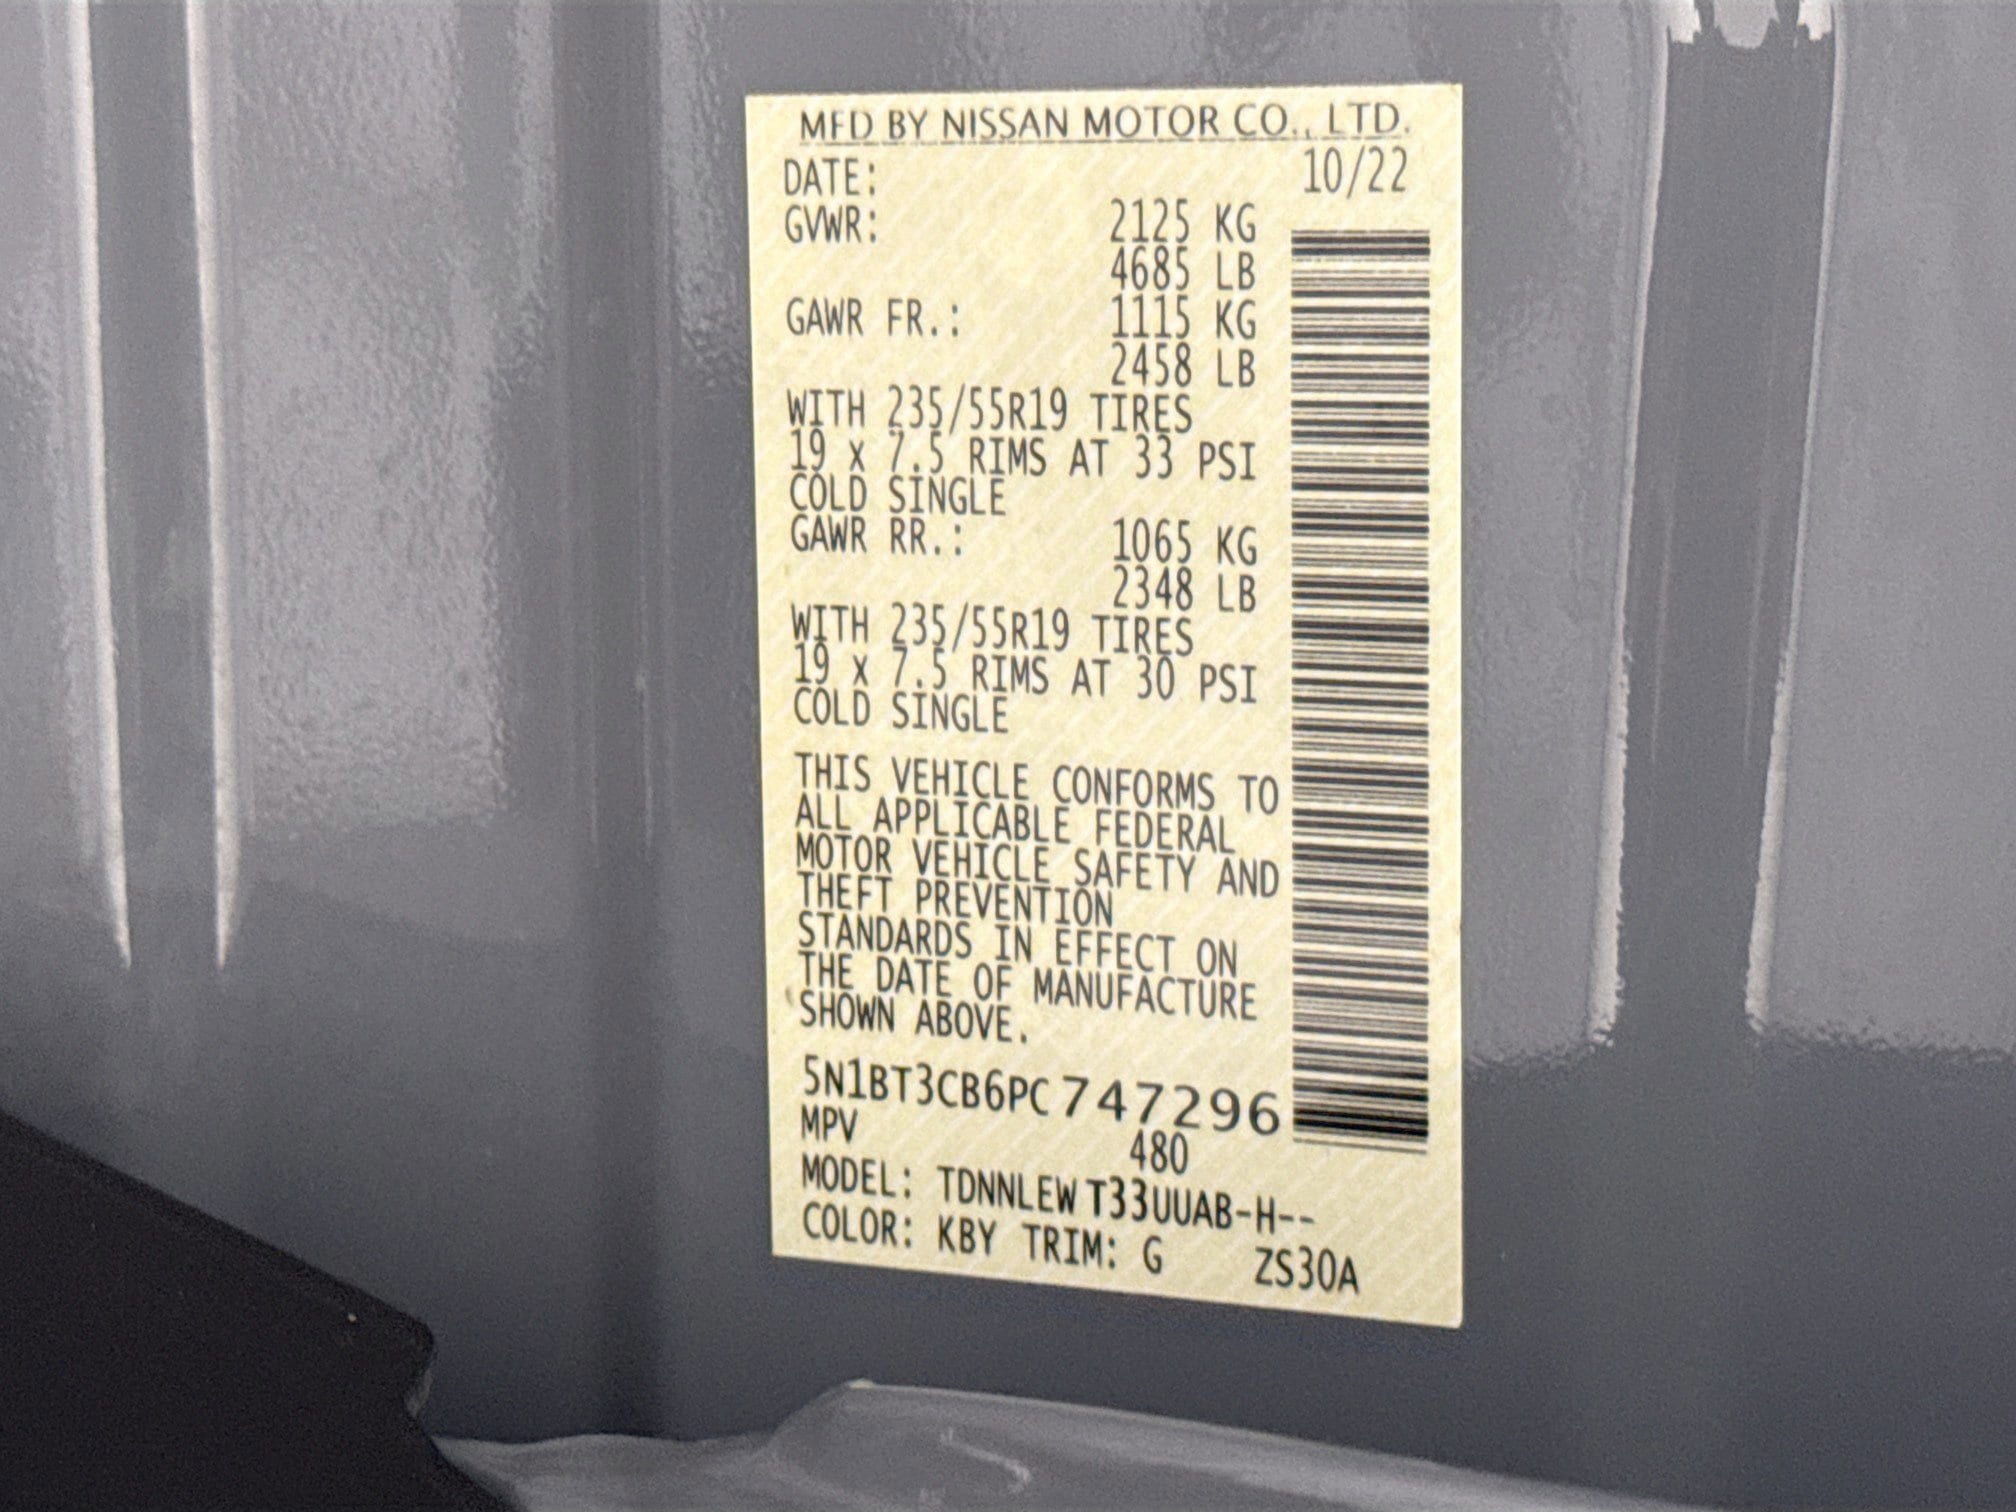 MFD BY NISSAN MOTOR CO., LTD.
DATE: 10/22
GVWR: 2125 KG
4685 LB
GAWR FR.: 1115 KG
2458 LB
WITH 235/55R19 TIRES
19 x 7.5 RIMS AT 33 PSI
COLD SINGLE
GAWR RR.: 1065 KG
2348 LB
WITH 235/55R19 TIRES
19 x 7.5 RIMS AT 30 PSI
COLD SINGLE
THIS VEHICLE CONFORMS TO
ALL APPLICABLE FEDERAL
MOTOR VEHICLE SAFETY AND
THEFT PREVENTION
STANDARDS IN EFFECT ON
THE DATE OF MANUFACTURE
SHOWN ABOVE.
5N1BT3CB6PC747296
MPV 480
MODEL: TDNNLEWT33UUAB-H--
COLOR: KBY TRIM: G ZS30A